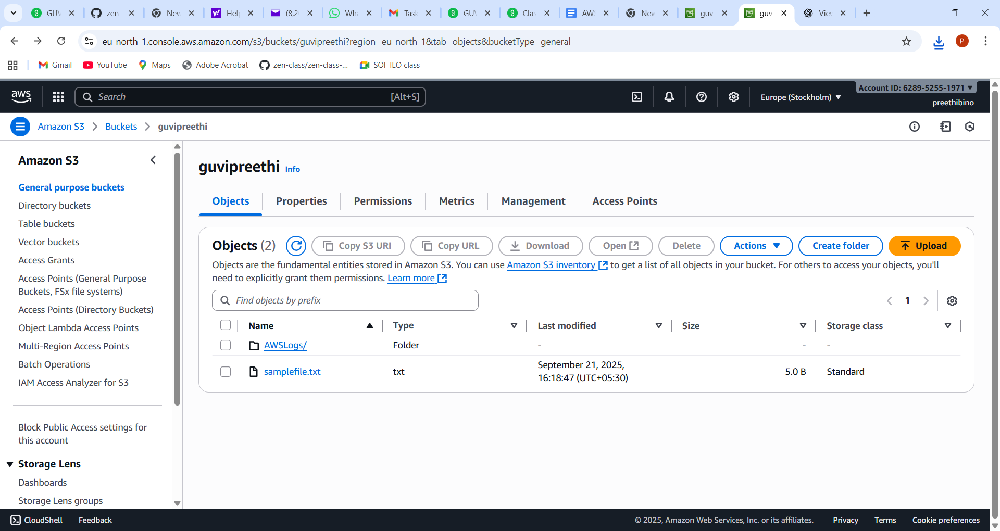 GUV
zen-
New
Help
(8,2
Wha
Task
GUV
Clas
AWS
New
guv
guv
View
eu-north-1.console.aws.amazon.com/s3/buckets/guvipreethi?region=eu-north-1&tab=objects&bucketType=general
P
Gmail
YouTube
Maps
Adobe Acrobat
zen-class/zen-class-...
SOF IEO class
aws
Search
[Alt+S]
Europe (Stockholm)
Account ID: 6289-5255-1971
preethibino
Amazon S3
Buckets
guvipreethi
Amazon S3
General purpose buckets
Directory buckets
Table buckets
Vector buckets
Access Grants
Access Points (General Purpose
Buckets, FSx file systems)
Access Points (Directory Buckets)
Object Lambda Access Points
Multi-Region Access Points
Batch Operations
IAM Access Analyzer for S3
Block Public Access settings for
this account
Storage Lens
Dashboards
Storage Lens groups
guvipreethi Info
Objects
Properties
Permissions
Metrics
Management
Access Points
Objects (2)
Copy S3 URI
Copy URL
Download
Open
Delete
Actions
Create folder
Upload
Objects are the fundamental entities stored in Amazon S3. You can use Amazon S3 inventory to get a list of all objects in your bucket. For others to access your objects, you'll
need to explicitly grant them permissions. Learn more
Find objects by prefix
1
Name
Type
Last modified
Size
Storage class
AWSLogs/
Folder
-
-
-
samplefile.txt
txt
September 21, 2025,
16:18:47 (UTC+05:30)
5.0 B
Standard
CloudShell
Feedback
© 2025, Amazon Web Services, Inc. or its affiliates.
Privacy
Terms
Cookie preferences